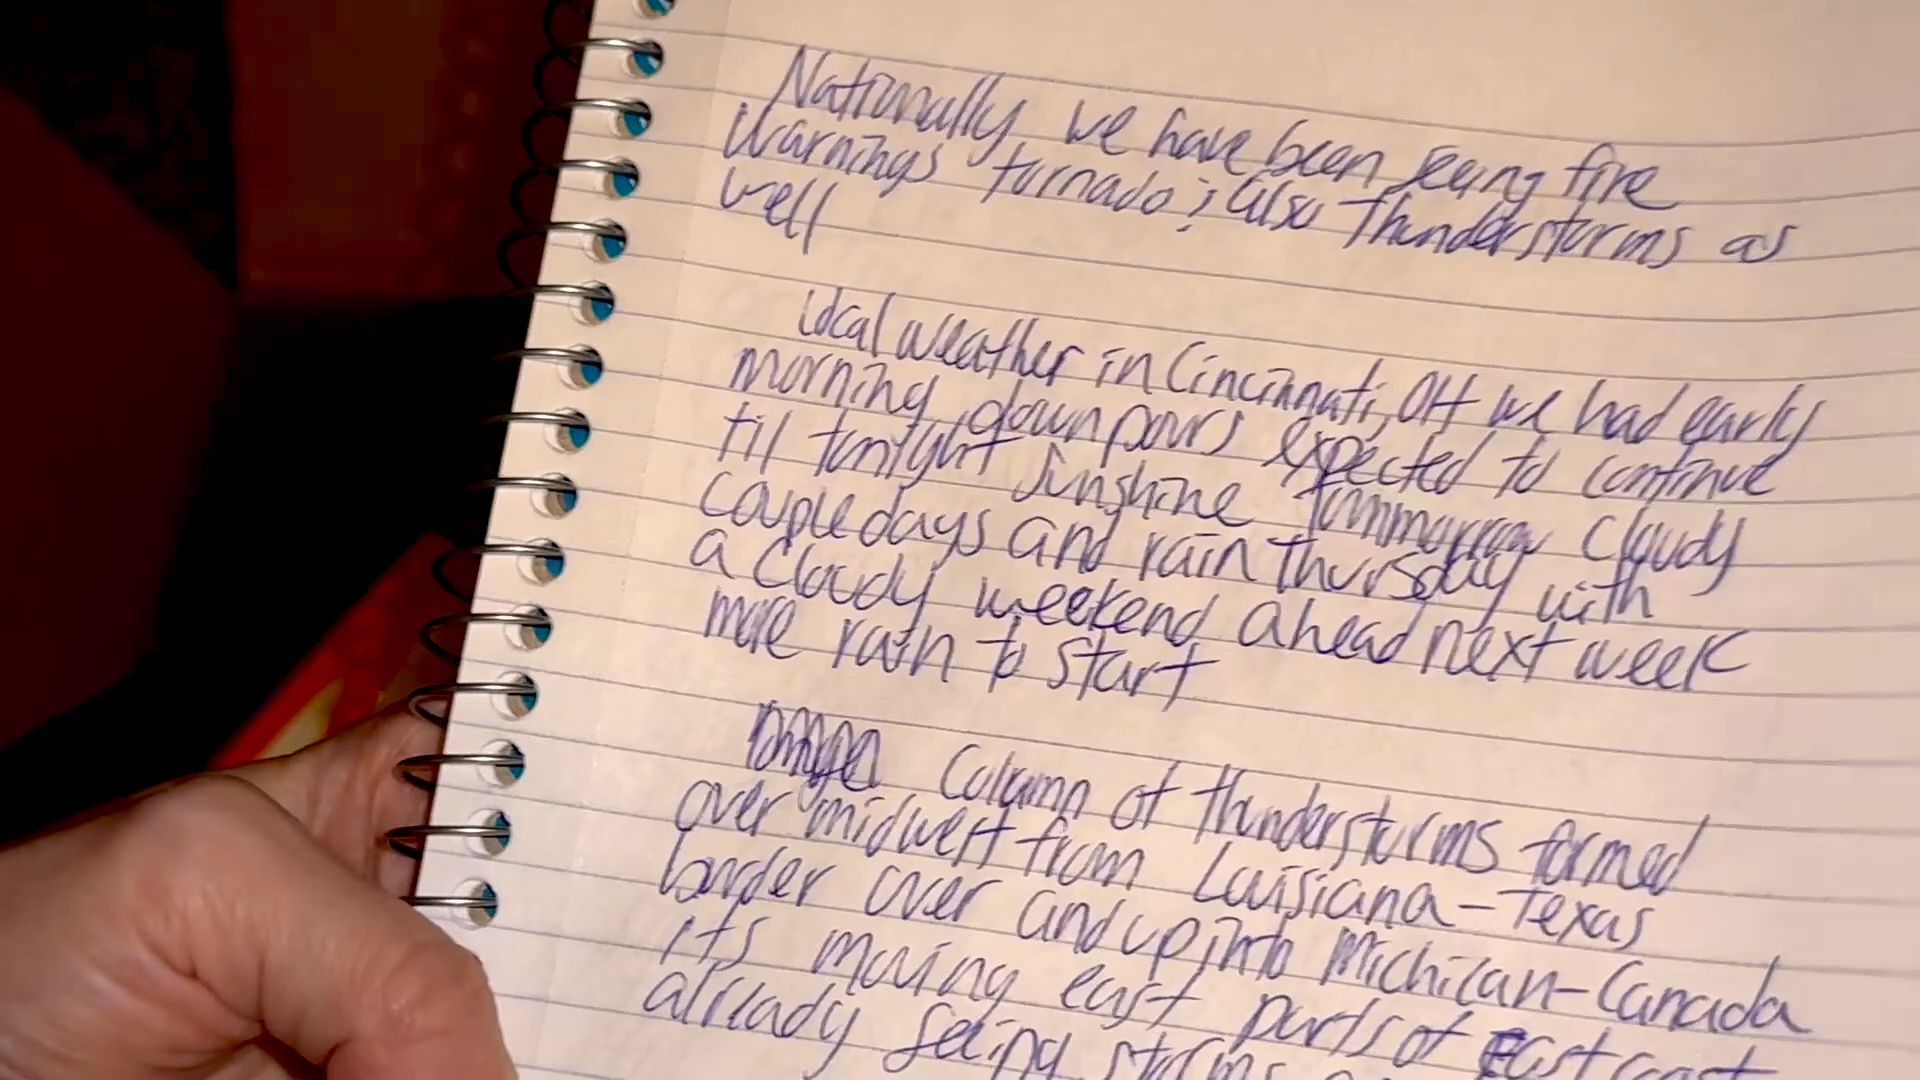 Nationally we have been seeing fire
warnings tornado; also Thunderstorms as
well
Local weather in Cincinnati, OH we had early
morning downpours expected to continue
til tonight sunshine tommorrow cloudy
couple days and rain Thursday with
a cloudy weekend ahead next week
more rain to start
Column of thunderstorms formed
over midwest from Louisiana-Texas
border over and up into Michigan-Canada
its moving east parts of East coast
already seeing storms